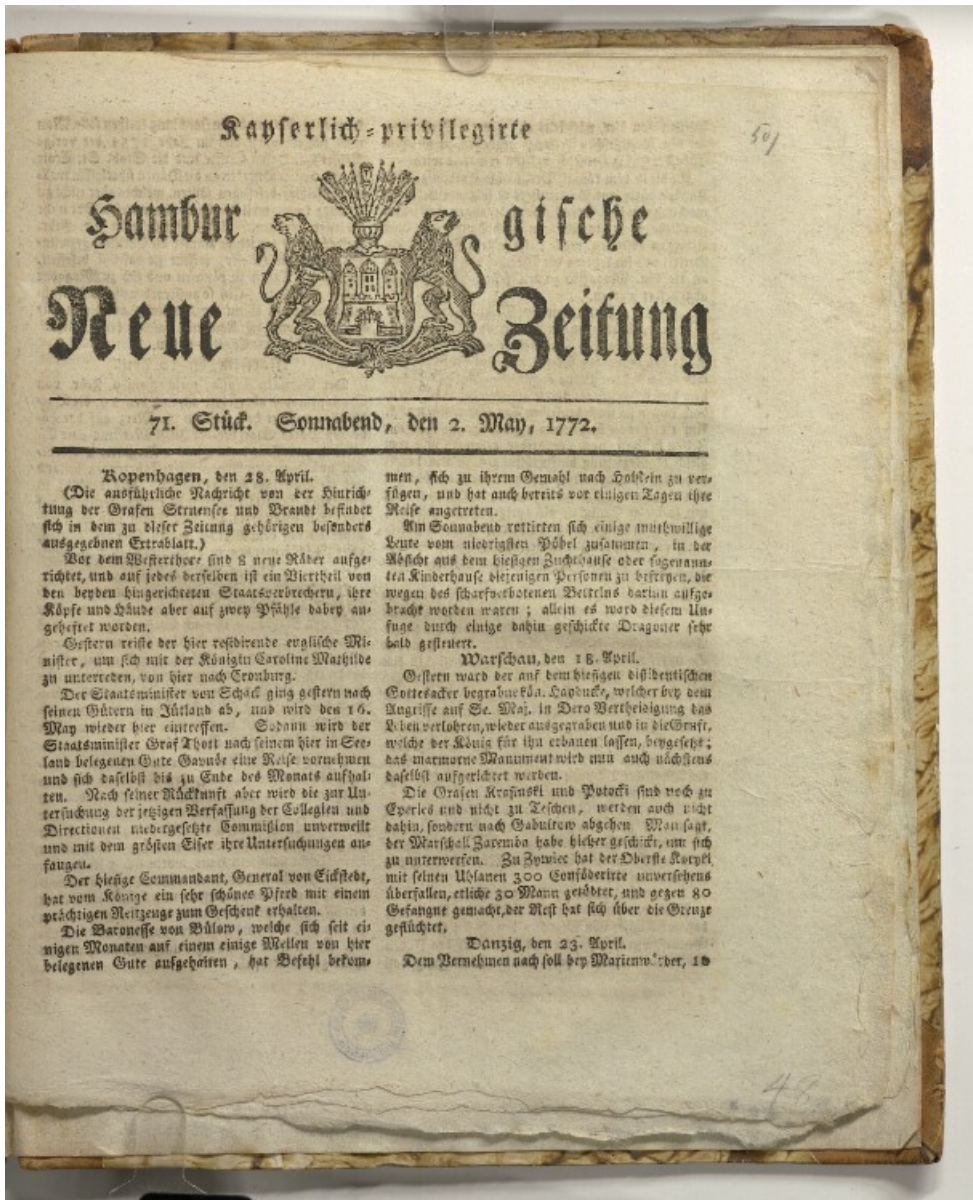 Kayserlich-privilegirte
50/
Hamburgische
Neue Zeitung
71. Stück. Sonnabend, den 2. May, 1772.
Kopenhagen, den 28. April.
(Die ausführliche Nachricht von der Hinrich-
tung der Grafen Struensee und Brandt befindet
sich in dem zu dieser Zeitung gehörigen besonders
ausgegebnen Extrablatt.)
Vor dem Westerthore sind 8 neue Räder aufge-
richtet, und auf jedes derselben ist ein Viertheil von
den beyden hingerichteten Staatsverbrechern, ihre
Köpfe und Hände aber auf zwey Pfähle dabey an-
geheftet worden.
Gestern reiste der hier residirende englische Mi-
nister, um sich mit der Königin Caroline Mathilde
zu unterreden, von hier nach Cronburg.
Der Staatsminister von Schack ging gestern nach
seinen Gütern in Jütland ab, und wird den 16.
May wieder hier eintreffen. Sodann wird der
Staatsminister Graf Thott nach seinem hier in See-
land belegenen Gute Gavnöe eine Reise vornehmen
und sich daselbst bis zu Ende des Monats aufhal-
ten. Nach seiner Rückkunft aber wird die zur Un-
tersuchung der jetzigen Verfassung der Collegien und
Directionen niedergesetzte Commißion unverweilt
und mit dem grösten Eifer ihre Untersuchungen an-
fangen.
Der hiesige Commandant, General von Eickstedt,
hat vom Könige ein sehr schönes Pferd mit einem
prächtigen Reitzeuge zum Geschenk erhalten.
Die Baronesse von Bülow, welche sich seit ei-
nigen Monaten auf einem einige Meilen von hier
belegenen Gute aufgehalten, hat Befehl bekom-
men, sich zu ihrem Gemahl nach Holstein zu ver-
fügen, und hat auch bereits vor einigen Tagen ihre
Reise angetreten.
Am Sonnabend rottirten sich einige muthwillige
Leute vom niedrigsten Pöbel zusammen, in der
Absicht aus dem hiesigen Zuchthause oder sogenann-
ten Kinderhause diejenigen Personen zu befreyen, die
wegen des scharfverbotenen Bettelns darinn aufge-
bracht worden waren; allein es ward diesem Un-
fuge durch einige dahin geschickte Dragoner sehr
bald gesteuert.
Warschau, den 18. April.
Gestern ward der auf dem hiesigen dissidentischen
Gottesacker begrabne kön. Hayducke, welcher bey dem
Angriffe auf Se. Maj. in Dero Vertheidigung das
Leben verlohren, wieder ausgegraben und in die Gruft,
welche der König für ihn erbauen lassen, beygesetzt;
das marmorne Monument wird nun auch nächstens
daselbst aufgerichtet werden.
Die Grafen Krasinski und Potocki sind noch zu
Eperies und nicht zu Teschen, werden auch nicht
dahin, sondern nach abgehen Man sagt,
der Marschall Zaremba habe hieher geschickt, um sich
zu unterwerfen. Zu Zywiec hat der Oberste
mit seinen Uhlanen 300 Conföderirte unversehens
überfallen, etliche 30 Mann getödtet, und gegen 80
Gefangne gemacht, der Rest hat sich über die Grenze
geflüchtet.
Danzig, den 23. April.
Dem Vernehmen nach soll bey Marienwerder, 10